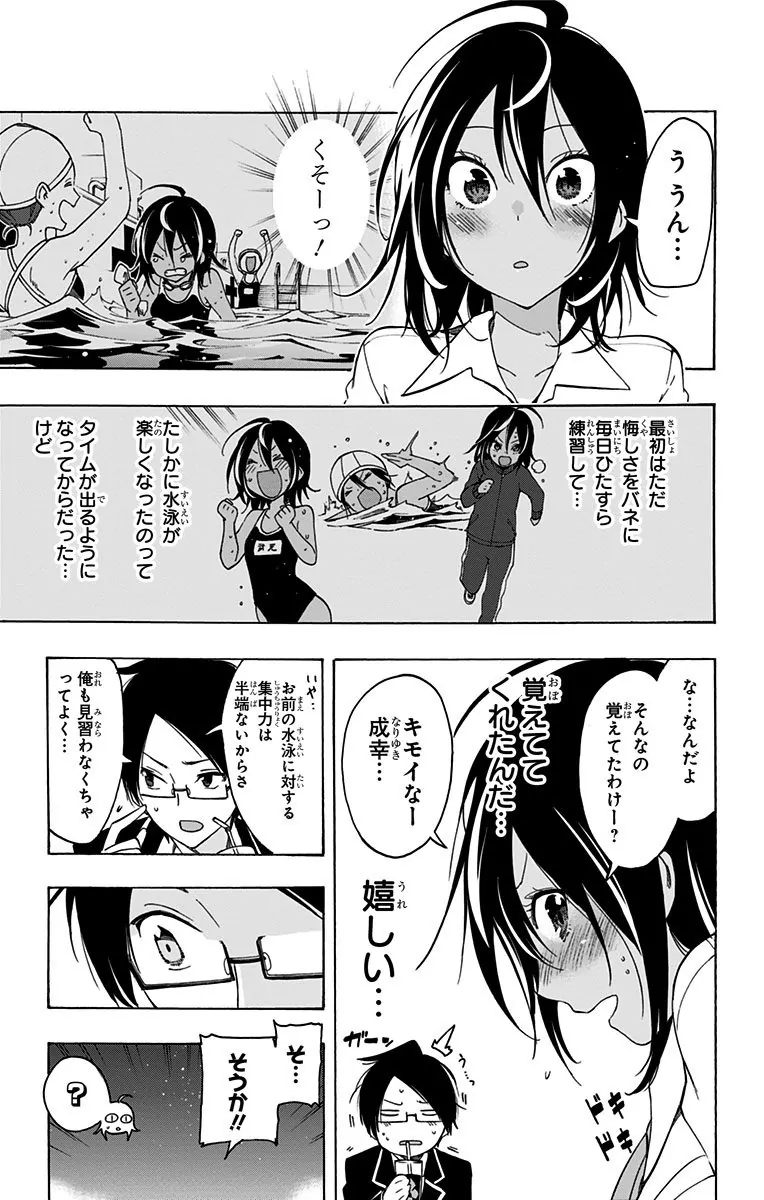 う うん…
くそーっ！
最初はただ
悔しさをバネに
毎日ひたすら
練習して…
たしかに水泳が
楽しくなったのって
タイムが出るように
なってからだった…
けど
な…なんだよ
そんなの
覚えてたわけー？
覚えてて
くれたんだ…
キモイなー
成幸…
嬉しい…
ドキ
ドキ
ガーン
いや…
お前の水泳に対する
集中力は
半端ないからさ
俺も見習わなくちゃ
ってよく…
そ…
そうか!!
？